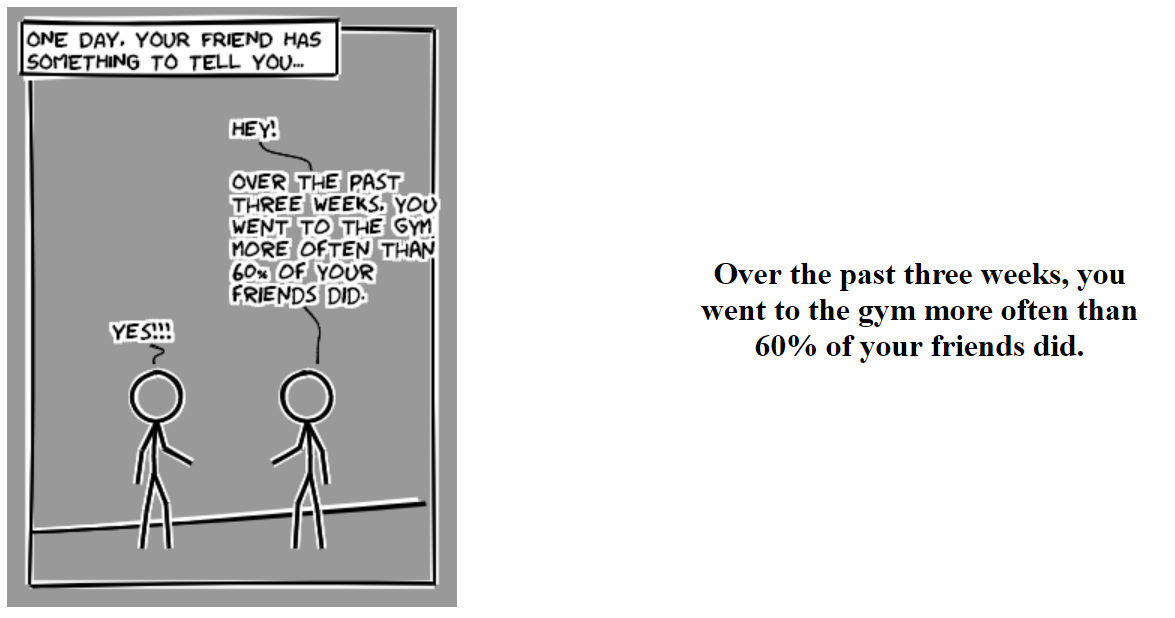 ONE DAY, YOUR FRIEND HAS
SOMETHING TO TELL YOU...
HEY!
OVER THE PAST
THREE WEEKS, YOU
WENT TO THE GYM
MORE OFTEN THAN
60% OF YOUR
FRIENDS DID.
YES!!!
Over the past three weeks, you
went to the gym more often than
60% of your friends did.